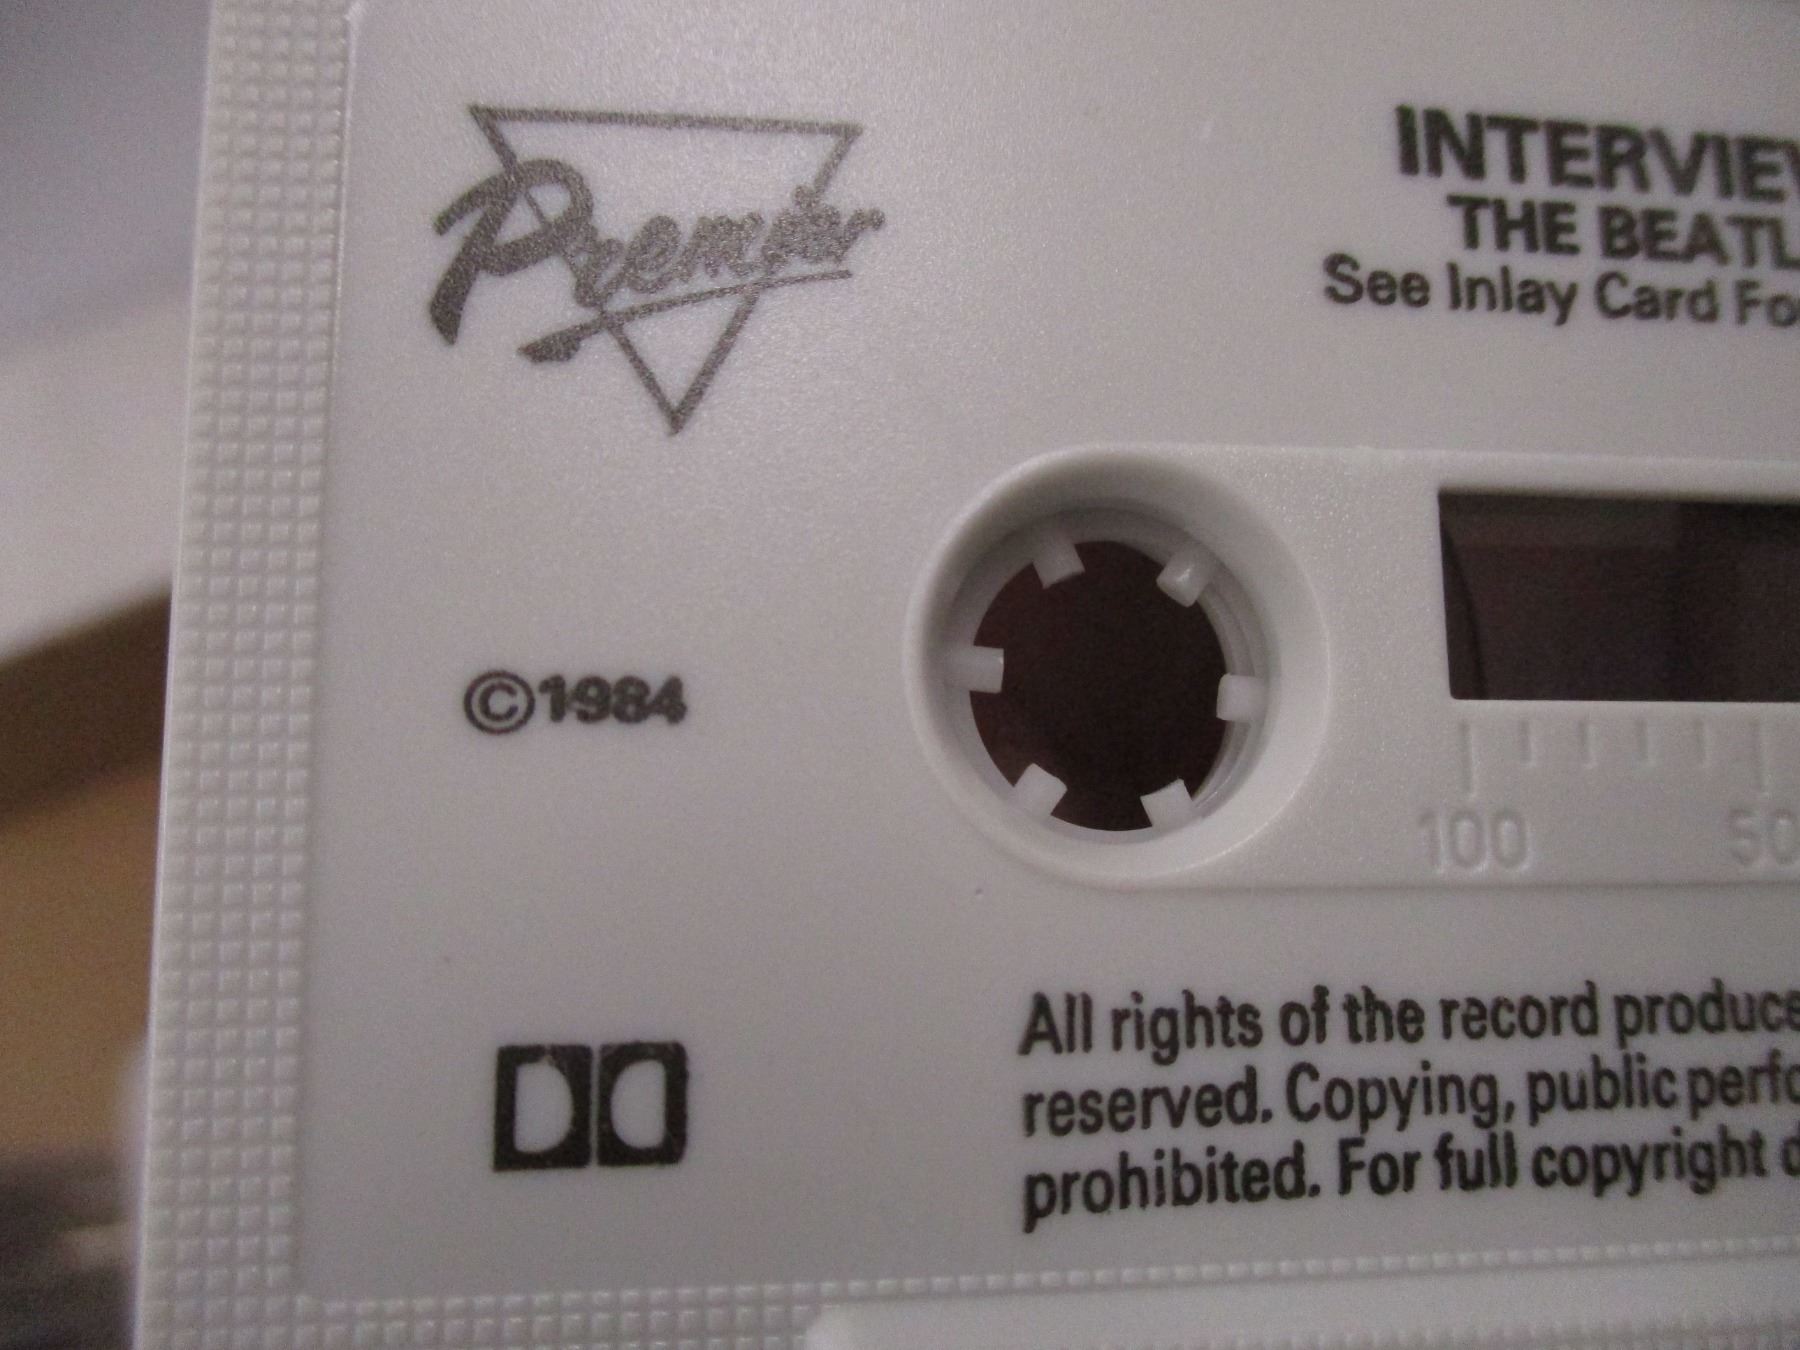 Premier
INTERVIEW
THE BEATL
See Inlay Card Fo
©1984
100 50
All rights of the record produce
reserved. Copying, public perfo
prohibited. For full copyright d